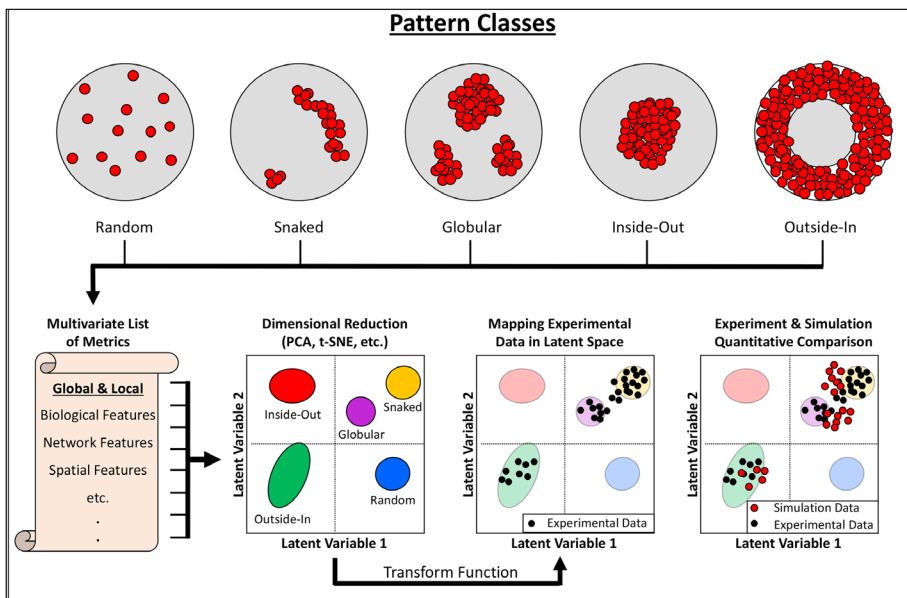 Pattern Classes
Random
Snaked
Globular
Inside-Out
Outside-In
Multivariate List
of Metrics
Global & Local
Biological Features
Network Features
Spatial Features
etc.
.
.
Dimensional Reduction
(PCA, t-SNE, etc.)
Latent Variable 2
Inside-Out
Snaked
Globular
Outside-In
Random
Latent Variable 1
Mapping Experimental
Data in Latent Space
Latent Variable 2
Experimental Data
Latent Variable 1
Experiment & Simulation
Quantitative Comparison
Latent Variable 2
Simulation Data
Experimental Data
Latent Variable 1
Transform Function